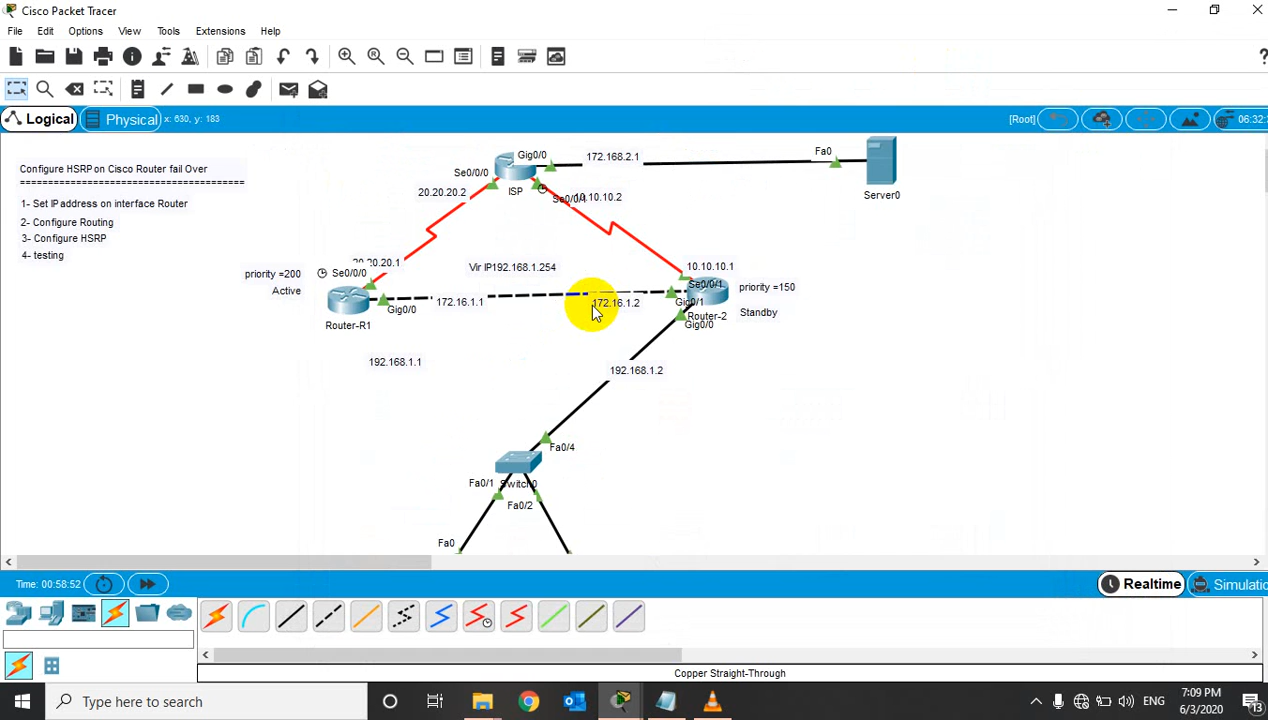 Cisco Packet Tracer
File Edit Options View Tools Extensions Help
?
Logical Physical x: 630, y: 183 [Root] 06:32:
Configure HSRP on Cisco Router fail Over
==========================================
1- Set IP address on interface Router
2- Configure Routing
3- Configure HSRP
4- testing
Gig0/0
172.168.2.1
Fa0
Se0/0/0
20.20.20.2
ISP
Se0/0/1
10.10.10.2
Server0
20.20.20.1
Vir IP192.168.1.254
10.10.10.1
priority =200
Se0/0/0
Active
Se0/0/1
priority =150
172.16.1.1
172.16.1.2
Gig0/1
Gig0/0
Router-2
Standby
Router-R1
Gig0/0
192.168.1.1
192.168.1.2
Fa0/4
Fa0/1
Switch0
Fa0/2
Fa0
Time: 00:58:52
Realtime
Simulatio
Copper Straight-Through
Type here to search
ENG
7:09 PM
6/3/2020
13